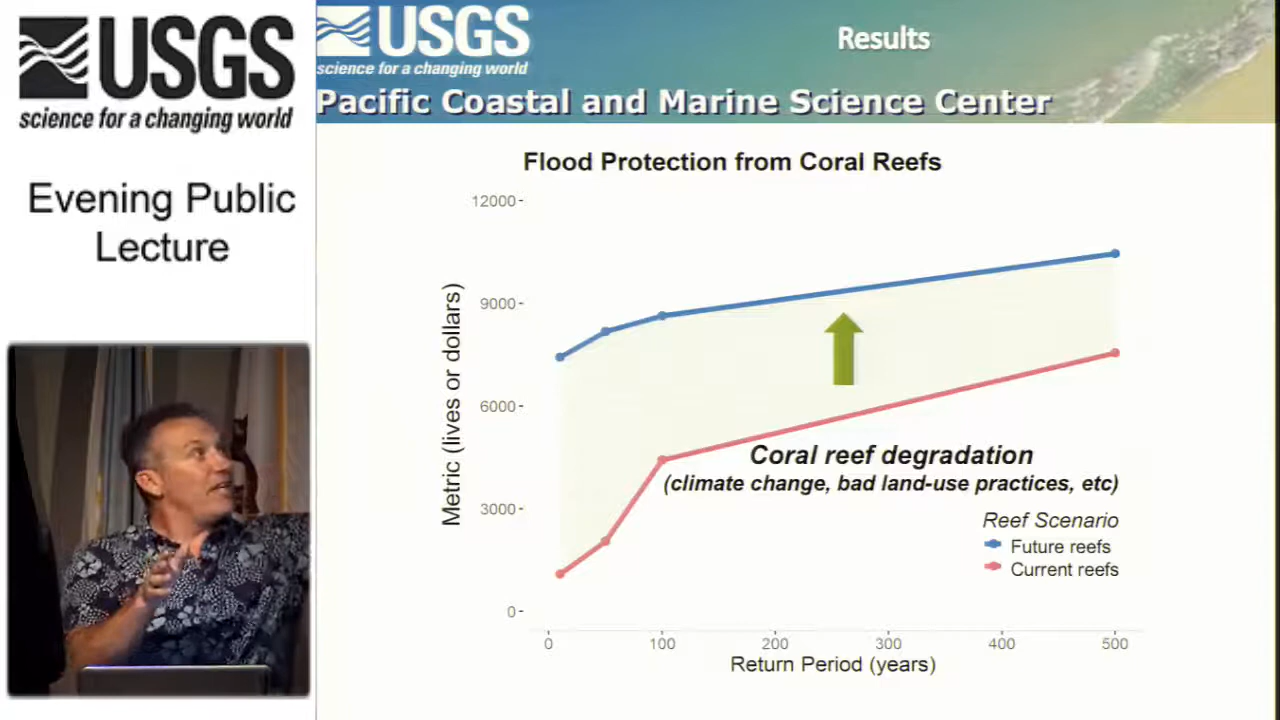 USGS
science for a changing world
Evening Public
Lecture
USGS
science for a changing world
Results
Pacific Coastal and Marine Science Center
Flood Protection from Coral Reefs
Metric (lives or dollars)
12000
9000
6000
3000
0
Coral reef degradation
(climate change, bad land-use practices, etc)
Reef Scenario
Future reefs
Current reefs
0 100 200 300 400 500
Return Period (years)